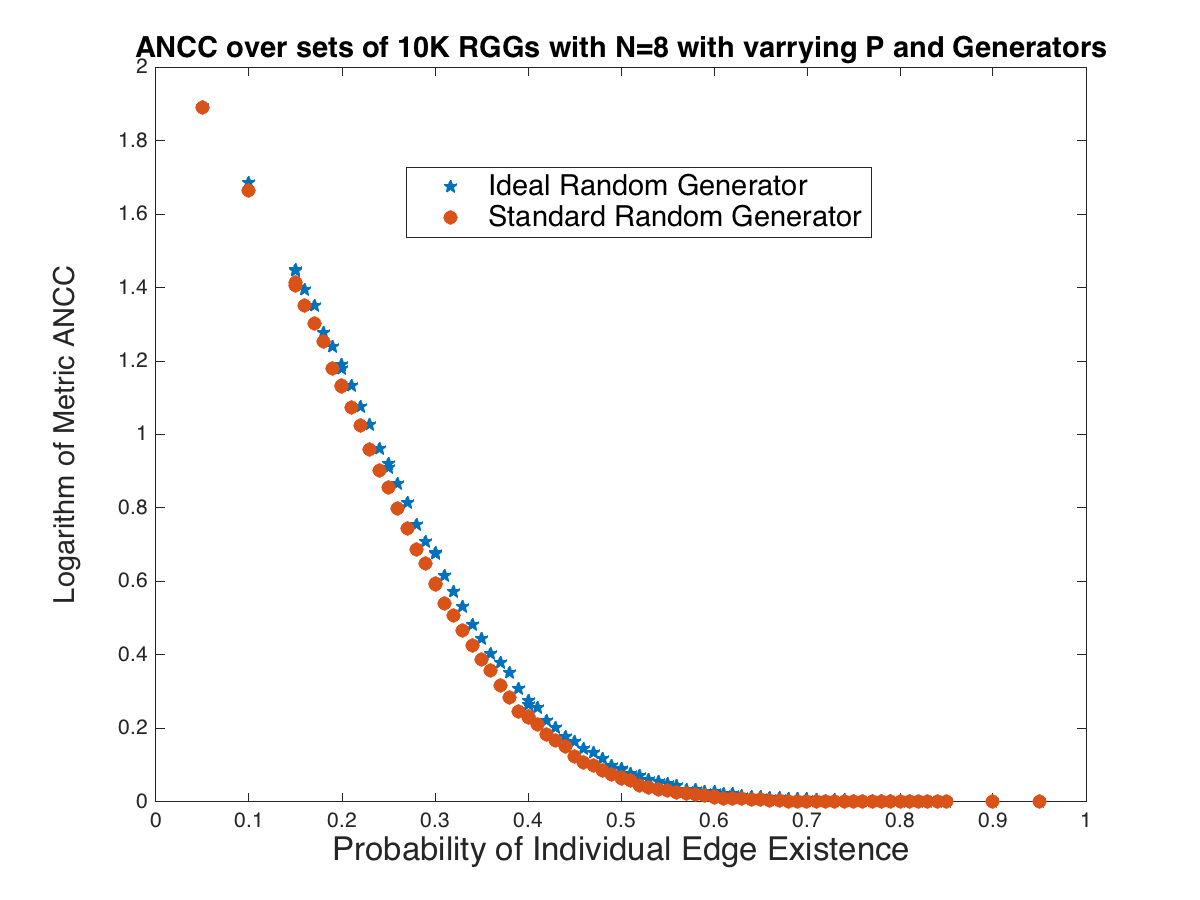 ANCC over sets of 10K RGGs with N=8 with varrying P and Generators
2
1.8
1.6
1.4
1.2
1
0.8
0.6
0.4
0.2
0
Logarithm of Metric ANCC
Ideal Random Generator
Standard Random Generator
0 0.1 0.2 0.3 0.4 0.5 0.6 0.7 0.8 0.9 1
Probability of Individual Edge Existence